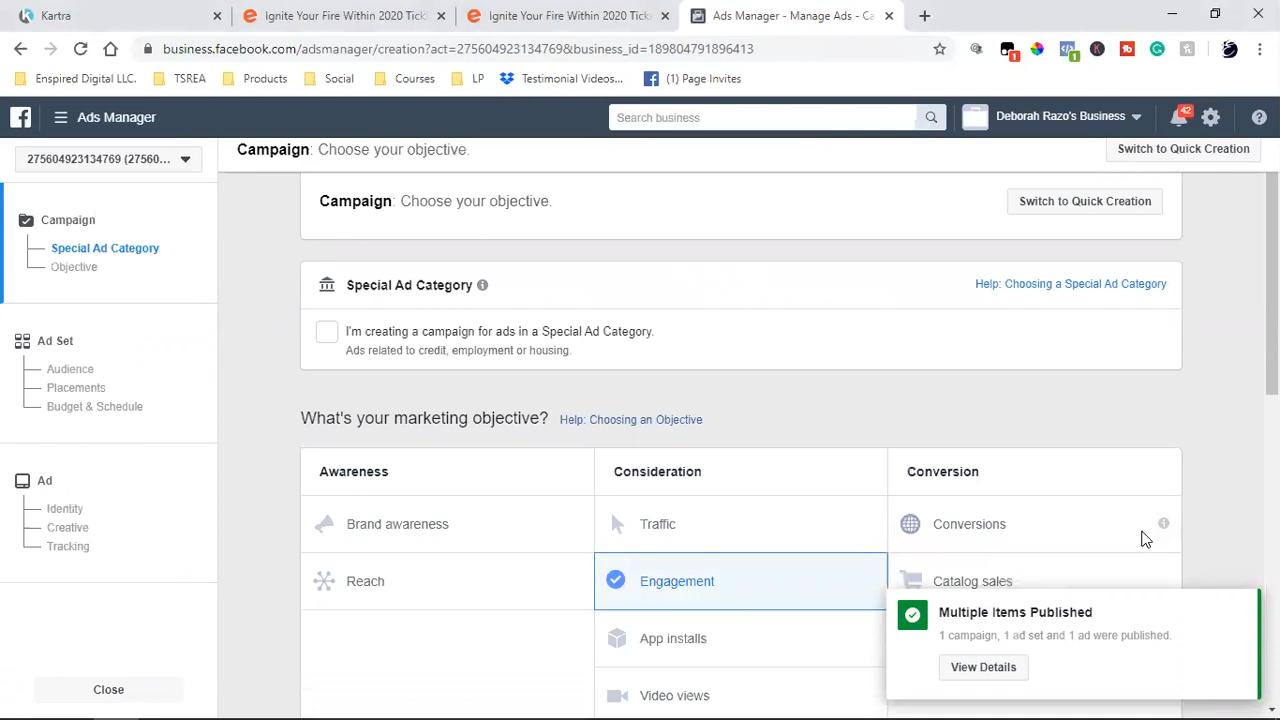 Kartra
Ignite Your Fire Within 2020 Tick
Ignite Your Fire Within 2020 Ticke
Ads Manager - Manage Ads - Ca
business.facebook.com/adsmanager/creation?act=275604923134769&business_id=189804791896413
Enspired Digital LLC.
TSREA
Products
Social
Courses
LP
Testimonial Videos...
(1) Page Invites
Ads Manager
Search business
Deborah Razo's Business
42
275604923134769 (27560...
Campaign: Choose your objective.
Switch to Quick Creation
Campaign
Special Ad Category
Objective
Ad Set
Audience
Placements
Budget & Schedule
Ad
Identity
Creative
Tracking
Close
Campaign: Choose your objective.
Switch to Quick Creation
Special Ad Category
Help: Choosing a Special Ad Category
I'm creating a campaign for ads in a Special Ad Category.
Ads related to credit, employment or housing.
What's your marketing objective?
Help: Choosing an Objective
Awareness
Consideration
Conversion
Brand awareness
Traffic
Conversions
Reach
Engagement
Catalog sales
App installs
Video views
Multiple Items Published
1 campaign, 1 ad set and 1 ad were published.
View Details